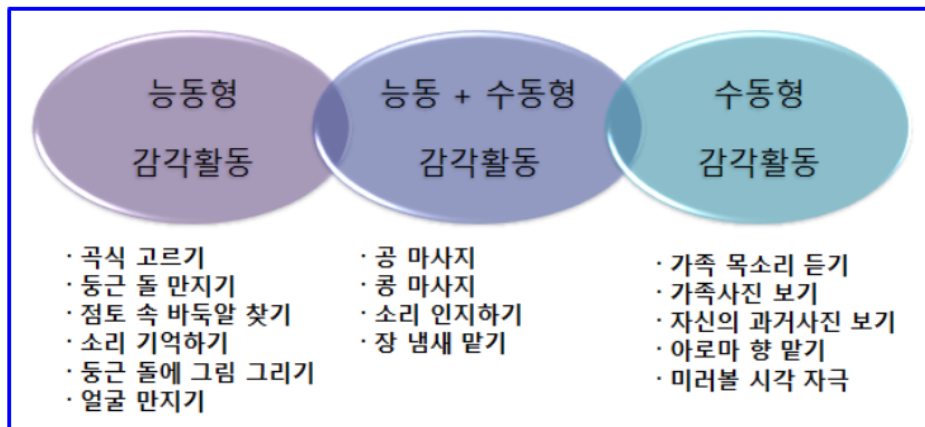 능동형
감각활동
능동 + 수동형
감각활동
수동형
감각활동
· 곡식 고르기
· 둥근 돌 만지기
· 점토 속 바둑알 찾기
· 소리 기억하기
· 둥근 돌에 그림 그리기
· 얼굴 만지기
· 공 마사지
· 콩 마사지
· 소리 인지하기
· 장 냄새 맡기
· 가족 목소리 듣기
· 가족사진 보기
· 자신의 과거사진 보기
· 아로마 향 맡기
· 미러볼 시각 자극